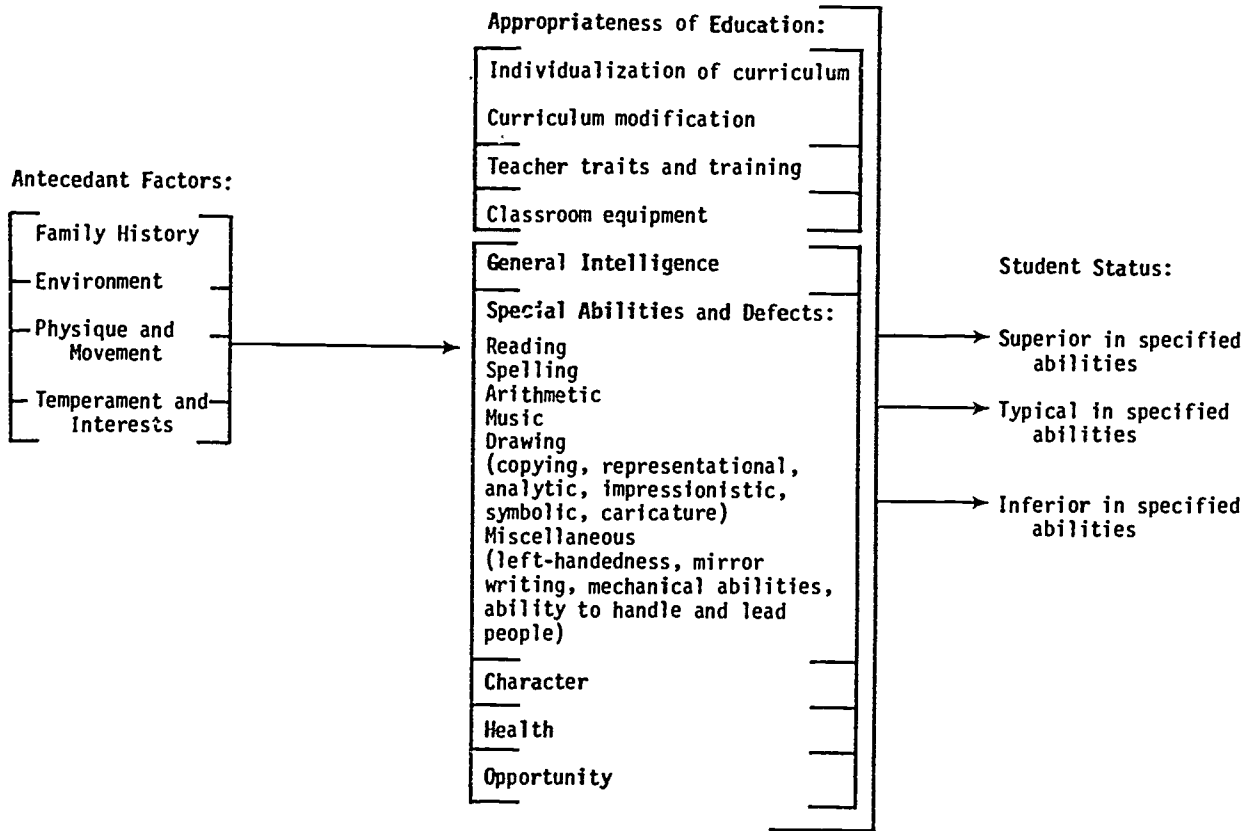 Antecedant Factors:
Family History
Environment
Physique and
Movement
Temperament and
Interests
Appropriateness of Education:
Individualization of curriculum
Curriculum modification
Teacher traits and training
Classroom equipment
General Intelligence
Special Abilities and Defects:
Reading
Spelling
Arithmetic
Music
Drawing
(copying, representational,
analytic, impressionistic,
symbolic, caricature)
Miscellaneous
(left-handedness, mirror
writing, mechanical abilities,
ability to handle and lead
people)
Character
Health
Opportunity
Student Status:
Superior in specified
abilities
Typical in specified
abilities
Inferior in specified
abilities